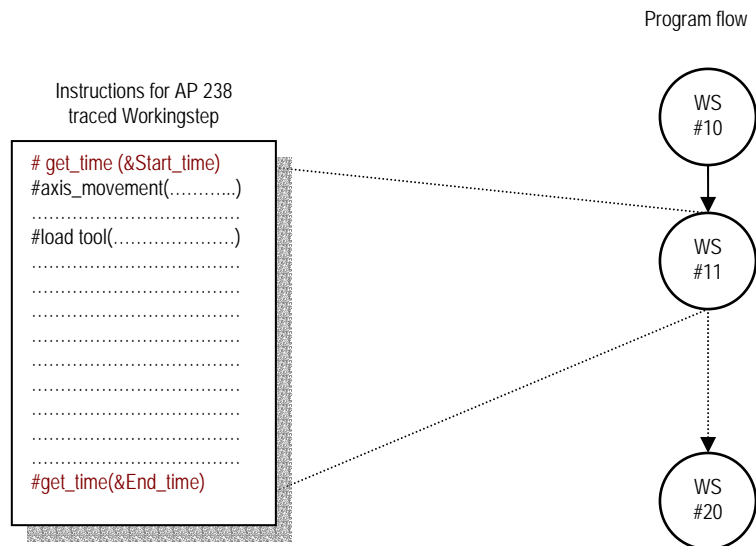 Program flow
Instructions for AP 238
traced Workingstep
# get_time (&Start_time)
#axis_movement(………...)
………………………………
#load tool(…………………)
………………………………
………………………………
………………………………
………………………………
………………………………
………………………………
………………………………
………………………………
………………………………
#get_time(&End_time)
WS
#10
WS
#11
WS
#20